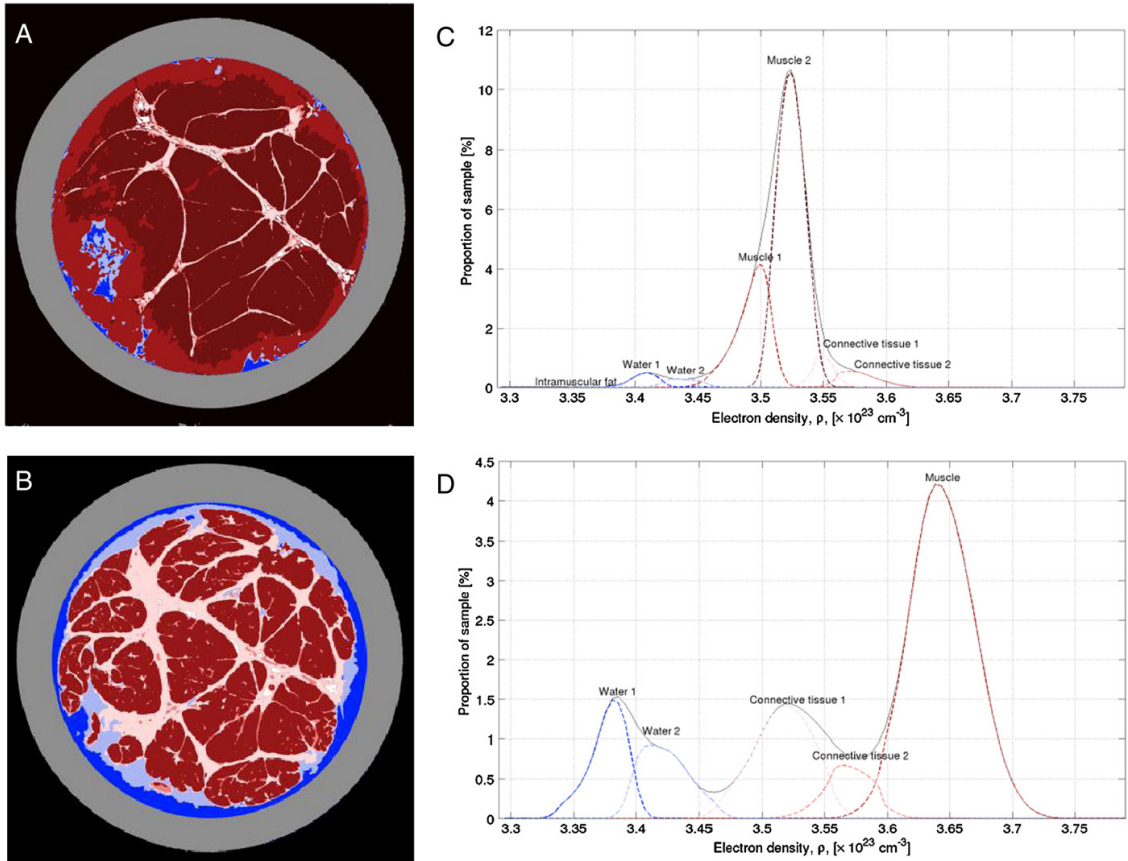 A
C
12
10
8
6
4
2
0
Proportion of sample [%]
Muscle 2
Muscle 1
Connective tissue 1
Connective tissue 2
Water 1
Water 2
Intramuscular fat
3.3 3.35 3.4 3.45 3.5 3.55 3.6 3.65 3.7 3.75
Electron density, ρ, [× 10²³ cm⁻³]
B
D
4.5
4
3.5
3
2.5
2
1.5
1
0.5
0
Proportion of sample [%]
Muscle
Water 1
Connective tissue 1
Water 2
Connective tissue 2
3.3 3.35 3.4 3.45 3.5 3.55 3.6 3.65 3.7 3.75
Electron density, ρ, [× 10²³ cm⁻³]